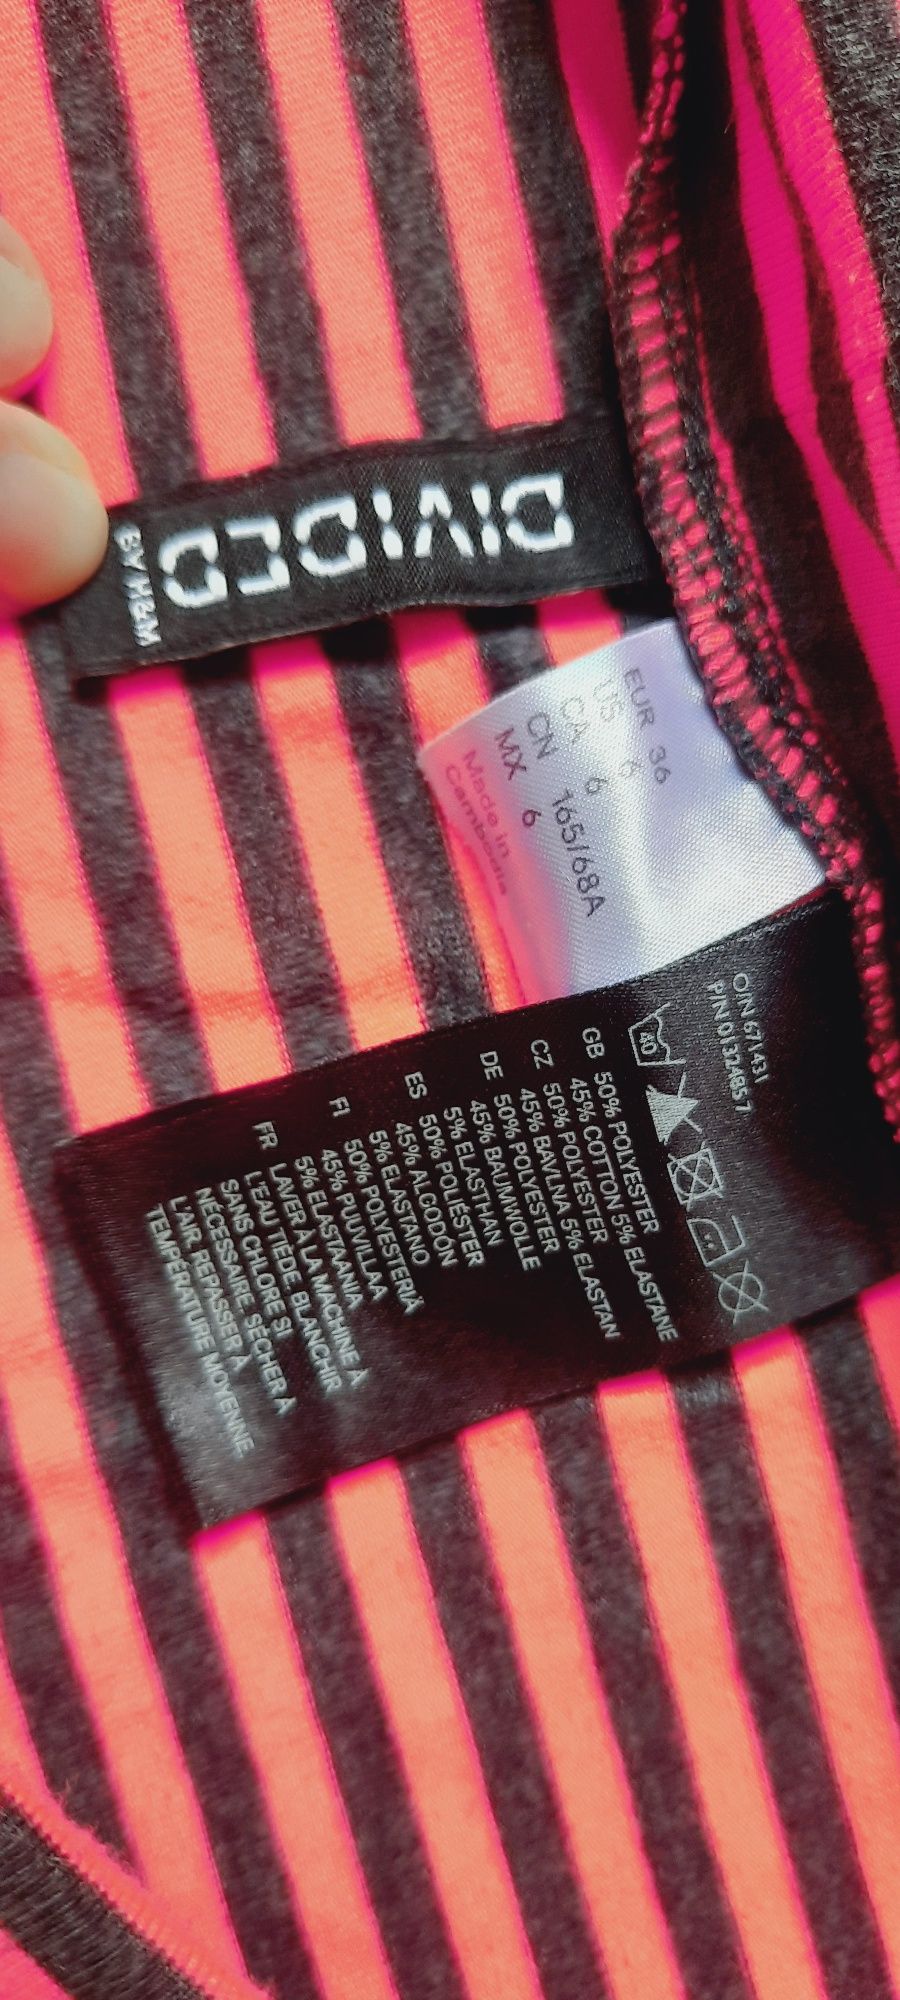 DIVIDED
BY H&M
EUR 36
US 6
CA 6
CN 165/68A
MX 6
Made in
Cambodia
O/N 671431
40
GB 50% POLYESTER
45% COTTON 5% ELASTANE
CZ 50% POLYESTER
45% BAVLNA 5% ELASTAN
DE 50% POLYESTER
45% BAUMWOLLE
5% ELASTHAN
ES 50% POLIÉSTER
45% ALGODÓN
5% ELASTANO
FI 50% POLYESTERIÄ
45% PUUVILLAA
5% ELASTAANIA
FR LAVER À LA MACHINE À
L'EAU TIÈDE, BLANCHIR
SANS CHLORE SI
NÉCESSAIRE, SÉCHER À
L'AIR, REPASSER À
TEMPÉRATURE MOYENNE